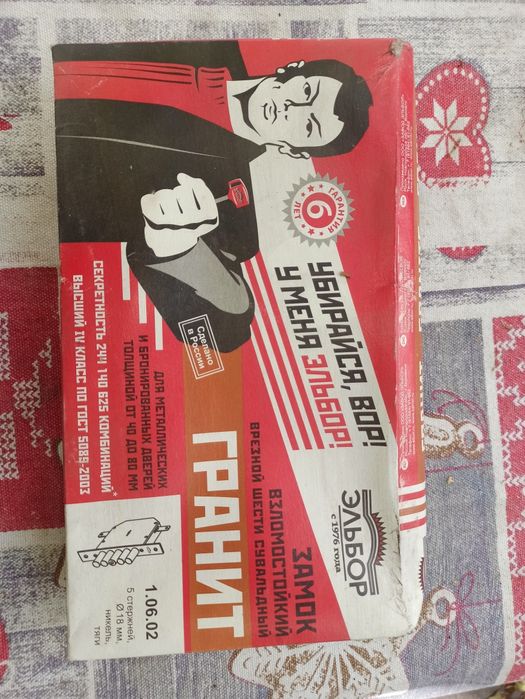 ГАРАНТИЯ
6
ЛЕТ
УБИРАЙСЯ, ВОР!
У МЕНЯ ЭЛЬБОР!
Сделано
в России
ЭЛЬБОР
с 1976 года
ЗАМОК
ВЗЛОМОСТОЙКИЙ
ВРЕЗНОЙ ШЕСТИ СУВАЛЬДНЫЙ
ГРАНИТ
ДЛЯ МЕТАЛЛИЧЕСКИХ
И БРОНИРОВАННЫХ ДВЕРЕЙ
ТОЛЩИНОЙ ОТ 40 ДО 80 ММ
СЕКРЕТНОСТЬ 244 140 625 КОМБИНАЦИЙ*
ВЫСШИЙ IV КЛАСС ПО ГОСТ 5089-2003
1.06.02
5 стержней,
Ø 18 мм,
никель,
тяги